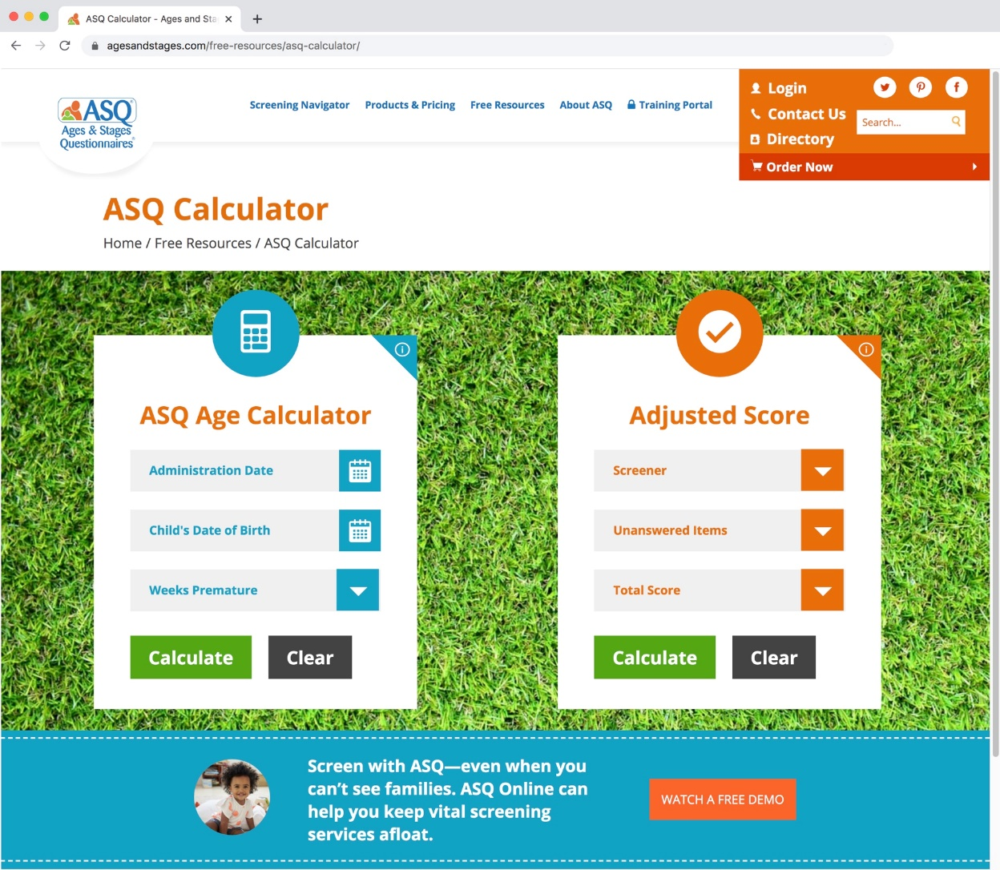 ASQ Calculator - Ages and Sta
agesandstages.com/free-resources/asq-calculator/
ASQ
Ages & Stages
Questionnaires®
Screening Navigator
Products & Pricing
Free Resources
About ASQ
Training Portal
Login
Contact Us
Search...
Directory
Order Now
ASQ Calculator
Home / Free Resources / ASQ Calculator
ASQ Age Calculator
Administration Date
Child's Date of Birth
Weeks Premature
Calculate
Clear
Adjusted Score
Screener
Unanswered Items
Total Score
Calculate
Clear
Screen with ASQ—even when you
can’t see families. ASQ Online can
help you keep vital screening
services afloat.
WATCH A FREE DEMO